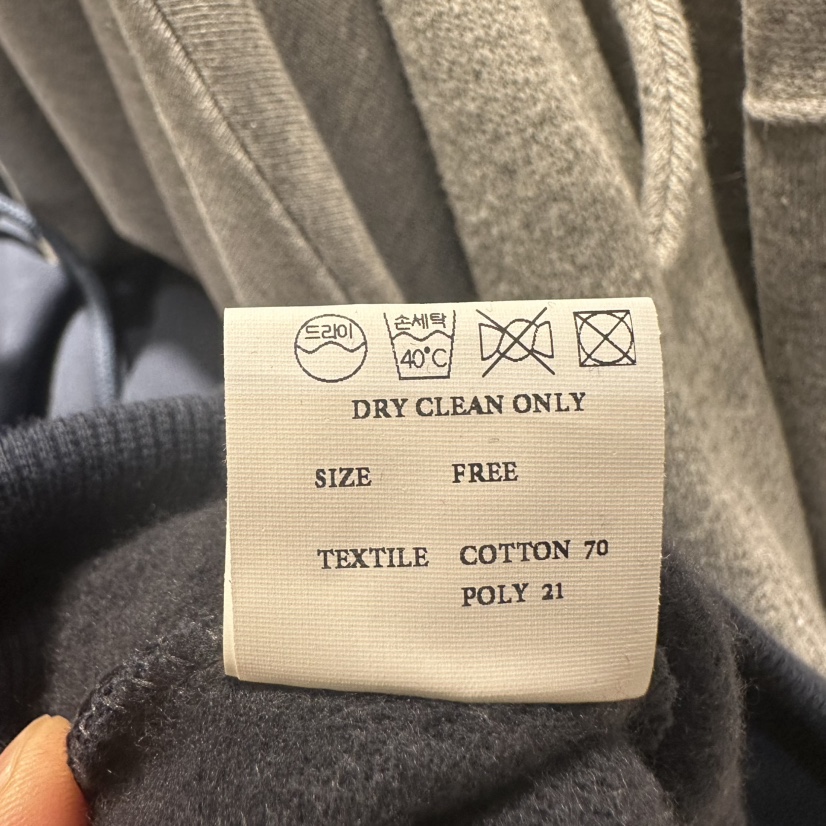 드라이 손세탁
40°C
DRY CLEAN ONLY
SIZE FREE
TEXTILE COTTON 70
POLY 21